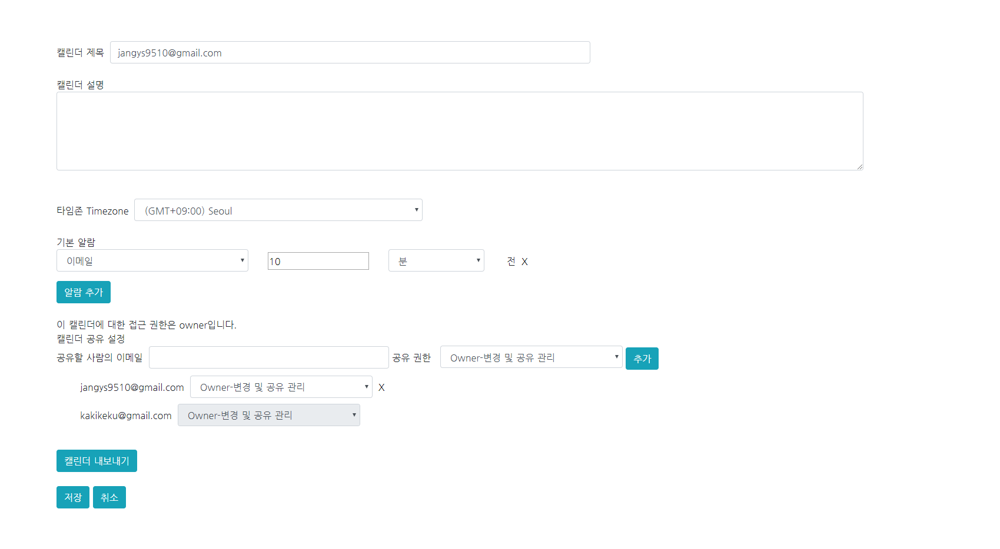 캘린더 제목 jangys9510@gmail.com
캘린더 설명
타임존 Timezone (GMT+09:00) Seoul
기본 알람
이메일 10 분 전 X
알람 추가
이 캘린더에 대한 접근 권한은 owner입니다.
캘린더 공유 설정
공유할 사람의 이메일 공유 권한 Owner-변경 및 공유 관리 추가
jangys9510@gmail.com Owner-변경 및 공유 관리 X
kakikeku@gmail.com Owner-변경 및 공유 관리
캘린더 내보내기
저장 취소